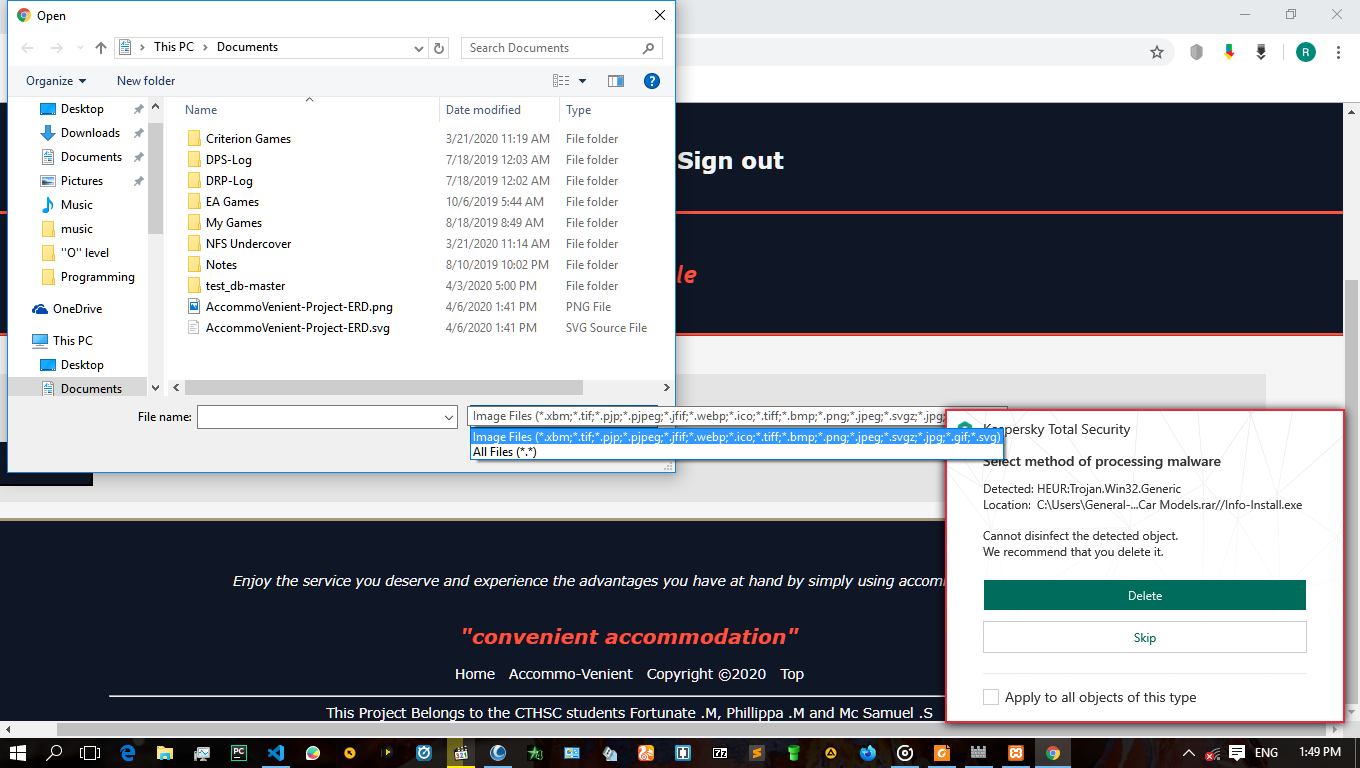 Open
This PC > Documents
Search Documents
Organize
New folder
Desktop
Downloads
Documents
Pictures
Music
music
"O" level
Programming
OneDrive
This PC
Desktop
Documents
Name Date modified Type
Criterion Games 3/21/2020 11:19 AM File folder
DPS-Log 7/18/2019 12:03 AM File folder
DRP-Log 7/18/2019 12:02 AM File folder
EA Games 10/6/2019 5:44 AM File folder
My Games 8/18/2019 8:49 AM File folder
NFS Undercover 3/21/2020 11:14 AM File folder
Notes 8/10/2019 10:02 PM File folder
test_db-master 4/3/2020 5:00 PM File folder
AccommoVenient-Project-ERD.png 4/6/2020 1:41 PM PNG File
AccommoVenient-Project-ERD.svg 4/6/2020 1:41 PM SVG Source File
File name:
Image Files (*.xbm;*.tif;*.pjp;*.pjpeg;*.jfif;*.webp;*.ico;*.tiff;*.bmp;*.png;*.jpeg;*.svgz;*.jpg;
Image Files (*.xbm;*.tif;*.pjp;*.pjpeg;*.jfif;*.webp;*.ico;*.tiff;*.bmp;*.png;*.jpeg;*.svgz;*.jpg;*.gif;*.svg)
All Files (*.*)
R
Sign out
le
Kaspersky Total Security
Select method of processing malware
Detected: HEUR:Trojan.Win32.Generic
Location: C:\Users\General-...Car Models.rar//Info-Install.exe
Cannot disinfect the detected object.
We recommend that you delete it.
Delete
Skip
Apply to all objects of this type
Enjoy the service you deserve and experience the advantages you have at hand by simply using accomm
"convenient accommodation"
Home Accommo-Venient Copyright ©2020 Top
This Project Belongs to the CTHSC students Fortunate .M, Phillippa .M and Mc Samuel .S
PC
ENG
1:49 PM